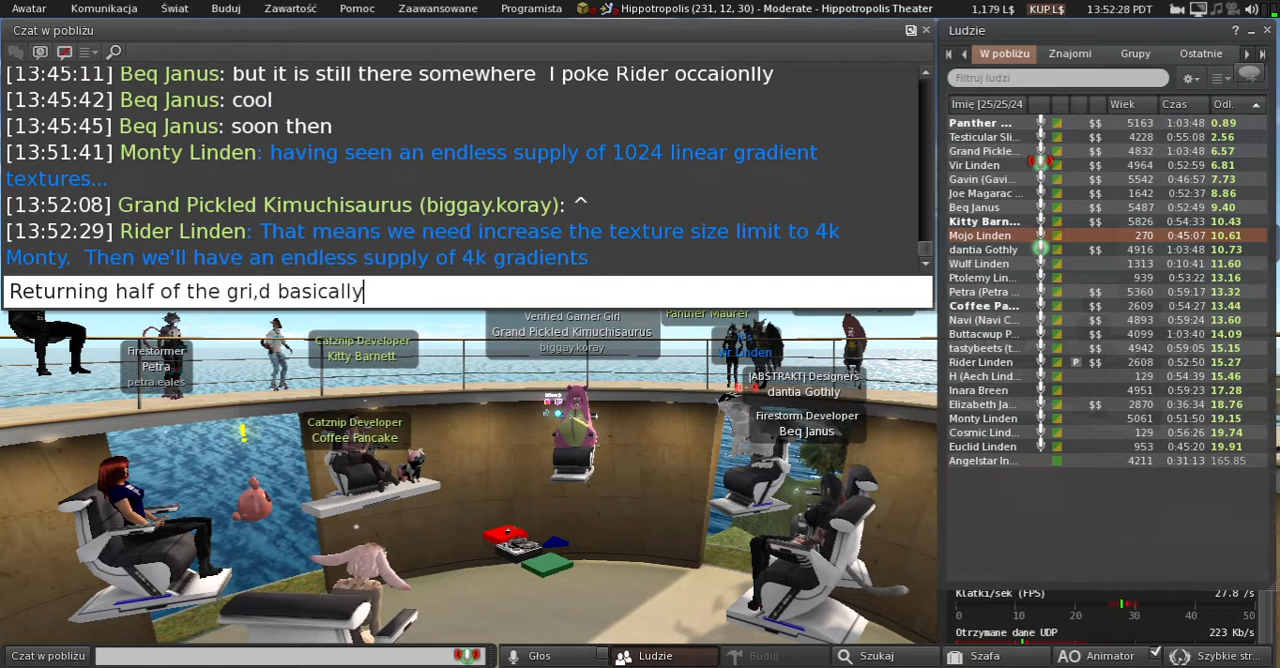 Awatar Komunikacja Świat Buduj Zawartość Pomoc Zaawansowane Programista Hippotropolis (231, 12, 30) - Moderate - Hippotropolis Theater 1,179 L$ KUP L$ 13:52:28 PDT
Czat w pobliżu
[13:45:11] Beq Janus: but it is still there somewhere I poke Rider occaionlly
[13:45:42] Beq Janus: cool
[13:45:45] Beq Janus: soon then
[13:51:41] Monty Linden: having seen an endless supply of 1024 linear gradient
textures...
[13:52:08] Grand Pickled Kimuchisaurus (biggay.koray): ^
[13:52:29] Rider Linden: That means we need increase the texture size limit to 4k
Monty. Then we'll have an endless supply of 4k gradients
Returning half of the gri,d basically
Verified Gamer Girl
Grand Pickled Kimuchisaurus
biggay.koray
Panther Maurer
Vir Linden
Firestormer
Petra
petra.eales
Catznip Developer
Kitty Barnett
|ABSTRAKT| Designers
dantia Gothly
Catznip Developer
Coffee Pancake
Firestorm Developer
Beq Janus
Ludzie
W pobliżu Znajomi Grupy Ostatnie
Filtruj ludzi
Imię [25/25/24 Wiek Czas Odl.
Panther ... $$ 5163 1:03:48 0.89
Testicular Sli... $$ 4228 0:55:08 2.56
Grand Pickle... $$ 4832 1:03:48 6.57
Vir Linden $$ 4964 0:52:59 6.81
Gavin (Gavi... $$ 5542 0:46:57 7.73
Joe Magarac ... $$ 1642 0:52:37 8.86
Beq Janus $$ 5487 0:52:49 9.40
Kitty Barn... $$ 5826 0:54:33 10.43
Mojo Linden 270 0:45:07 10.61
dantia Gothly $$ 4916 1:03:48 10.73
Wulf Linden 1313 0:10:41 11.60
Ptolemy Lin... 939 0:53:22 13.16
Petra (Petra ... $$ 5360 0:59:17 13.32
Coffee Pa... $$ 2608 0:54:27 13.44
Navi (Navi C... $$ 4894 0:59:13 13.60
Buttacwup P... $$ 4099 1:03:40 14.09
tastybeets (t... $$ 4942 0:59:05 15.15
Rider Linden P $$ 2608 0:52:50 15.27
H (Aech Lind... 129 0:54:39 15.46
Inara Breen 4951 0:59:23 17.28
Elizabeth Ja... $$ 2870 0:36:34 18.76
Monty Linden 5061 0:51:50 19.15
Cosmic Lind... 129 0:56:26 19.74
Euclid Linden 953 0:45:20 19.91
Angelstar In... 4211 0:31:13 165.85
Klatki/sek (FPS) 27.8 /s
0 10 20 30 40 50
Otrzymane dane UDP 223 Kb/s
Czat w pobliżu Głos Ludzie Buduj Szukaj Szafa AO Animator Szybkie str...